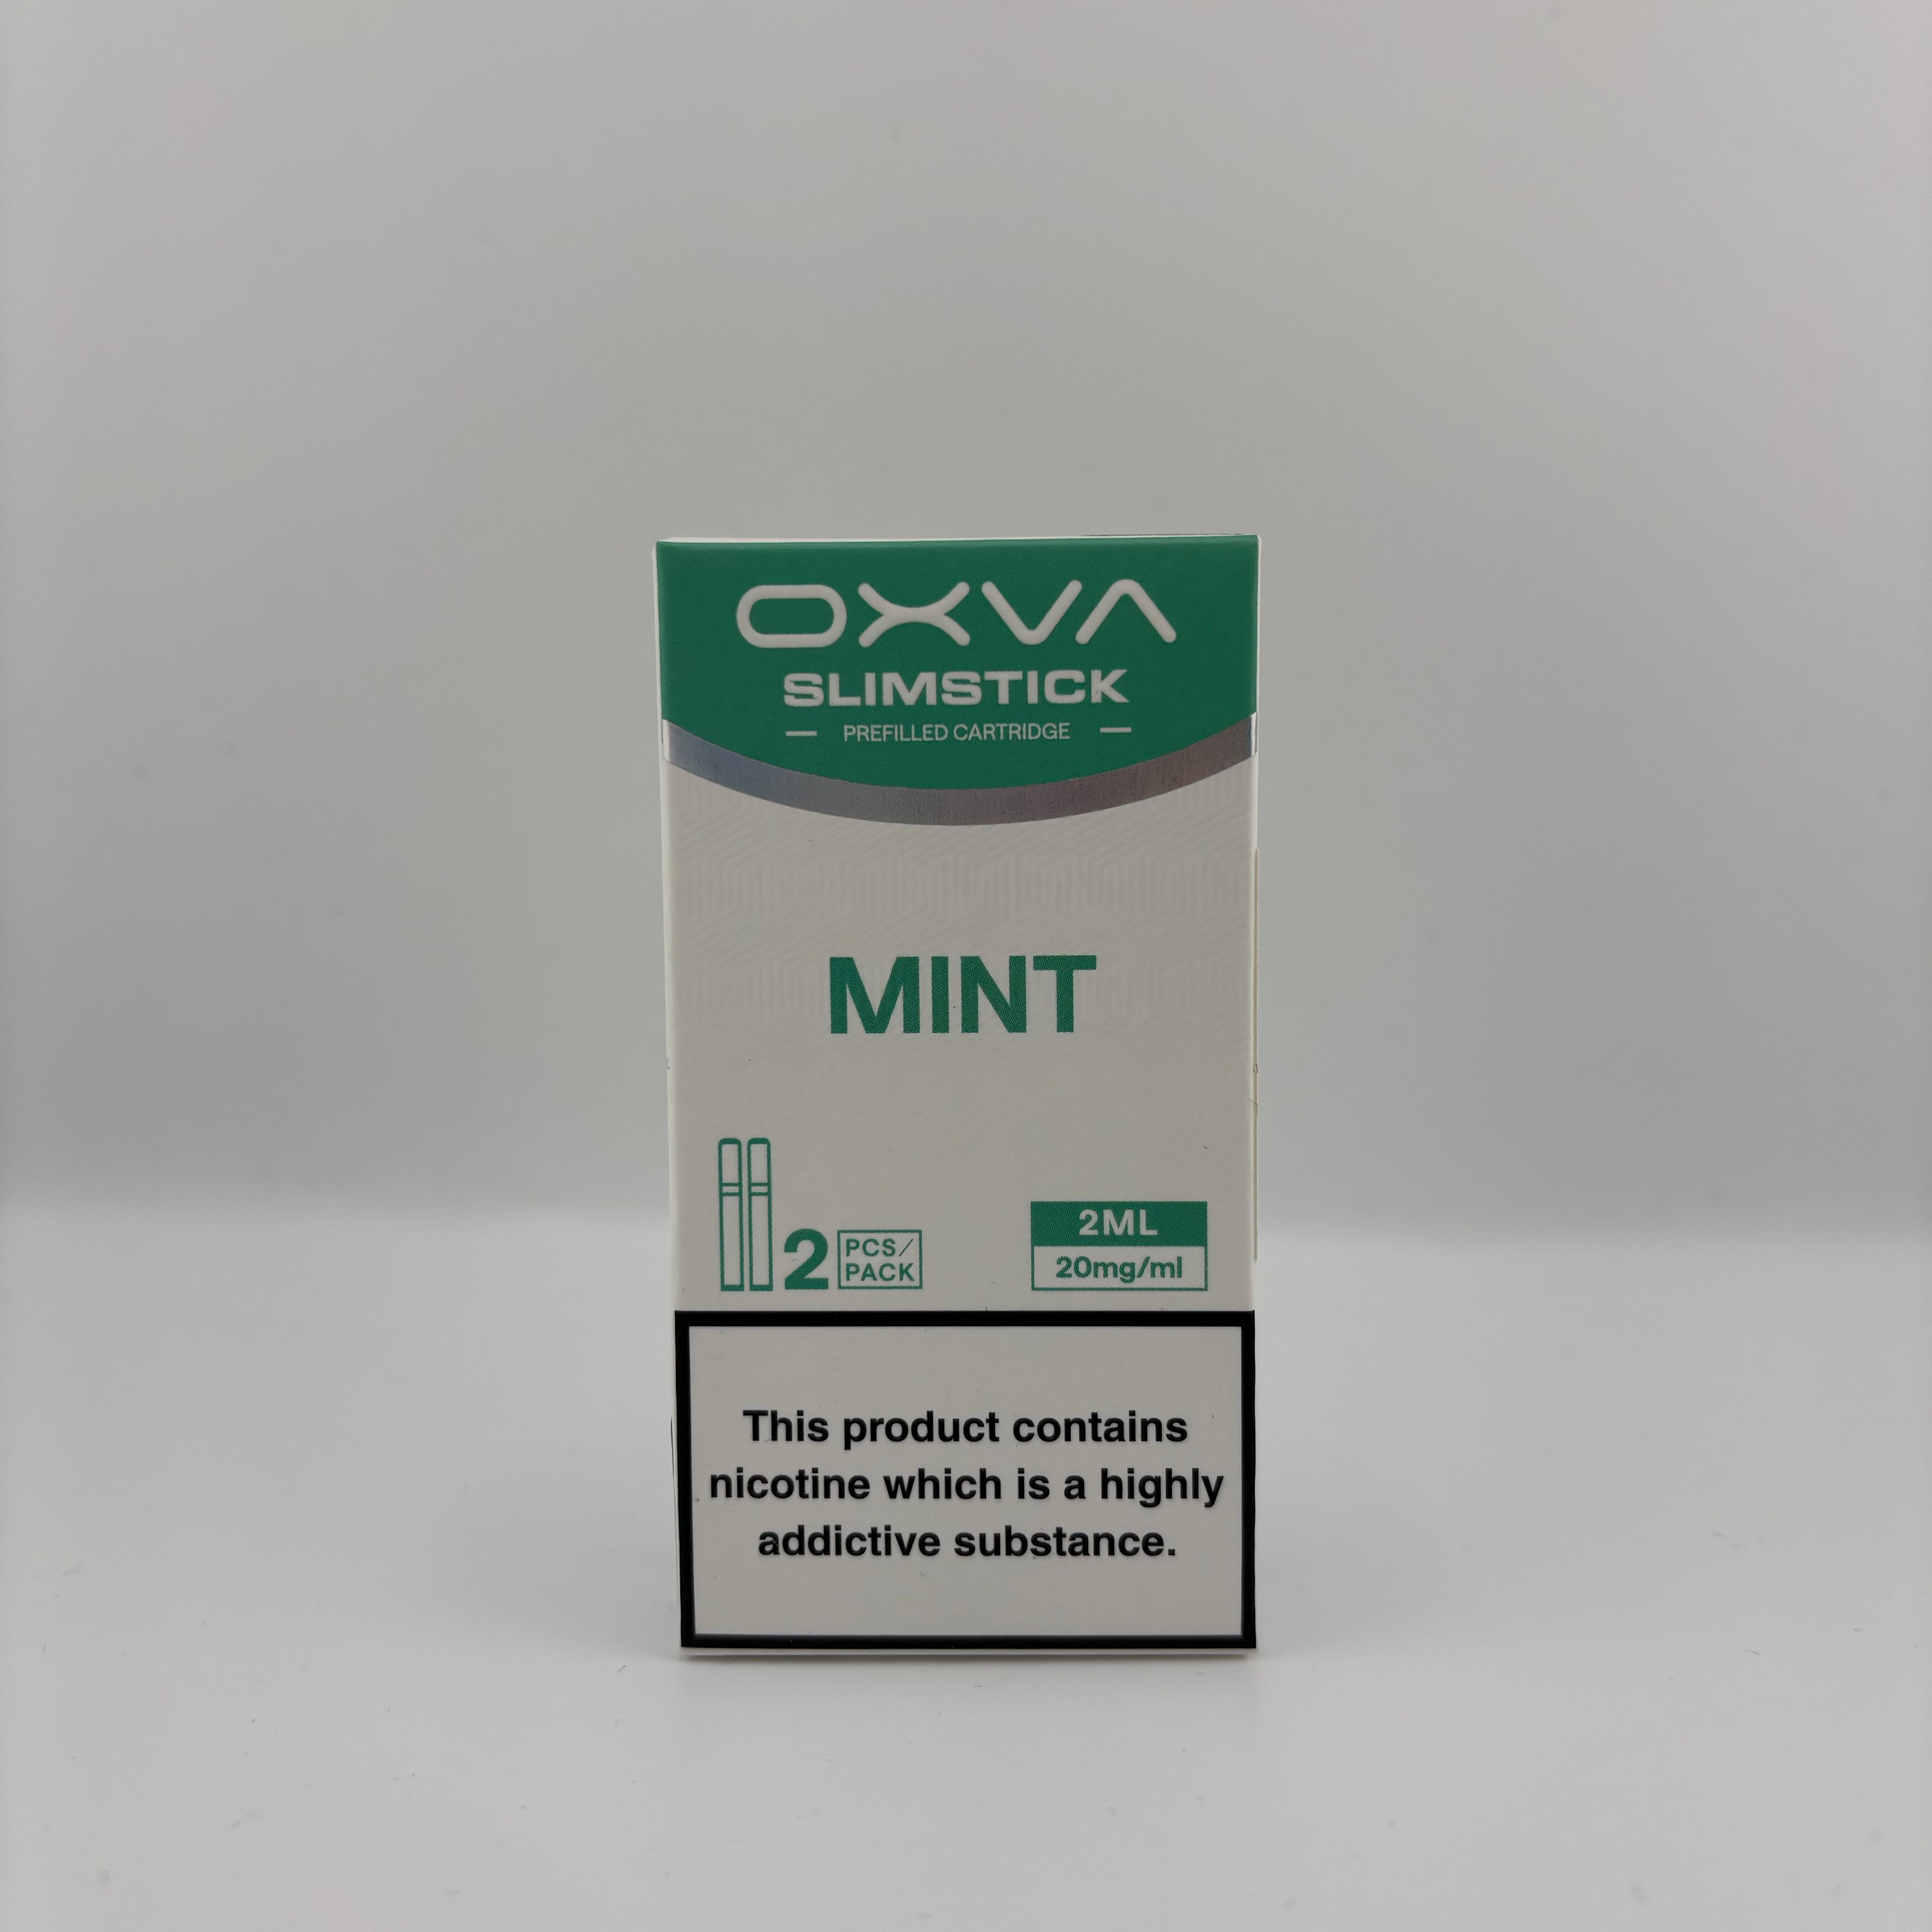 OXVA
SLIMSTICK
PREFILLED CARTRIDGE
MINT
2 PCS/
PACK
2ML
20mg/ml
This product contains
nicotine which is a highly
addictive substance.